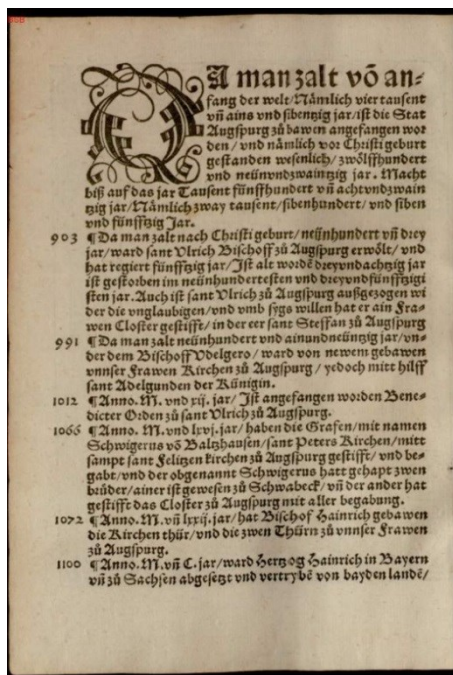 DA man zalt võ an-
fang der welt/Nämlich vier tausent
vñ ains vnd sibentzig jar/ist die Stat
Augspurg zů bawen angefangen wor
den/vnd nämlich vor Christi geburt
gestanden wesenlich/zwölffhundert
vnd neünvndzwaintzig jar. Macht
biß auf das jar Tausent fünffhundert vñ achtvndzwain
tzig jar/Nämlich zway tausent/sibenhundert/vnd siben
vnd fünfftzig Jar.
903 ¶Da man zalt nach Christi geburt/neünhundert vñ drey
jar/ward sant Vlrich Bischoff zů Augspurg erwölt/vnd
hat regiert fünfftzig jar/Ist alt wordẽ dreyvndachtzig jar
ist gestorben im neünhundertesten vnd dreyvndfünfftzigi
sten jar. Auch ist sant Vlrich zů Augspurg außgezogen wi
der die vnglaubigen/vnd vmb sygs willen hat er ain Fra-
wen Closter gestifft/in der eer sant Steffan zů Augspurg
991 ¶Da man zalt neünhundert vnd ainundneüntzig jar/vn-
der dem Bischoff Vdelgero/ward von newem gebawen
vnnser Frawen Kirchen zů Augspurg/yedoch mitt hilff
sant Adelgunden der Künigin.
1012 ¶Anno. M. vnd xij. jar/Ist angefangen worden Bene-
dicter Orden zů sant Vlrich zů Augspurg.
1066 ¶Anno. M. vnd lxvj. jar/haben die Grafen/mit namen
Schwigerus võ Baltzhausen/sant Peters Kirchen/mitt
sampt sant Felitzen kirchen zů Augspurg gestifft/vnd be-
gabt/vnd der obgenannt Schwigerus hatt gehapt zwen
brüder/ainer ist gewesen zů Schwabeck/vñ der ander hat
gestifft das Closter zů Augspurg mit aller begabung.
1072 ¶Anno. M. vñ lxxij. jar/hat Bischof Hainrich gebawen
die Kirchen thür/vnd die zwen Thürn zů vnnser Frawen
zů Augspurg.
1100 ¶Anno. M. vñ C. jar/ward Hertzog Hainrich in Bayern
vñ zů Sachsen abgesetzt vnd vertrybẽ von bayden landẽ/